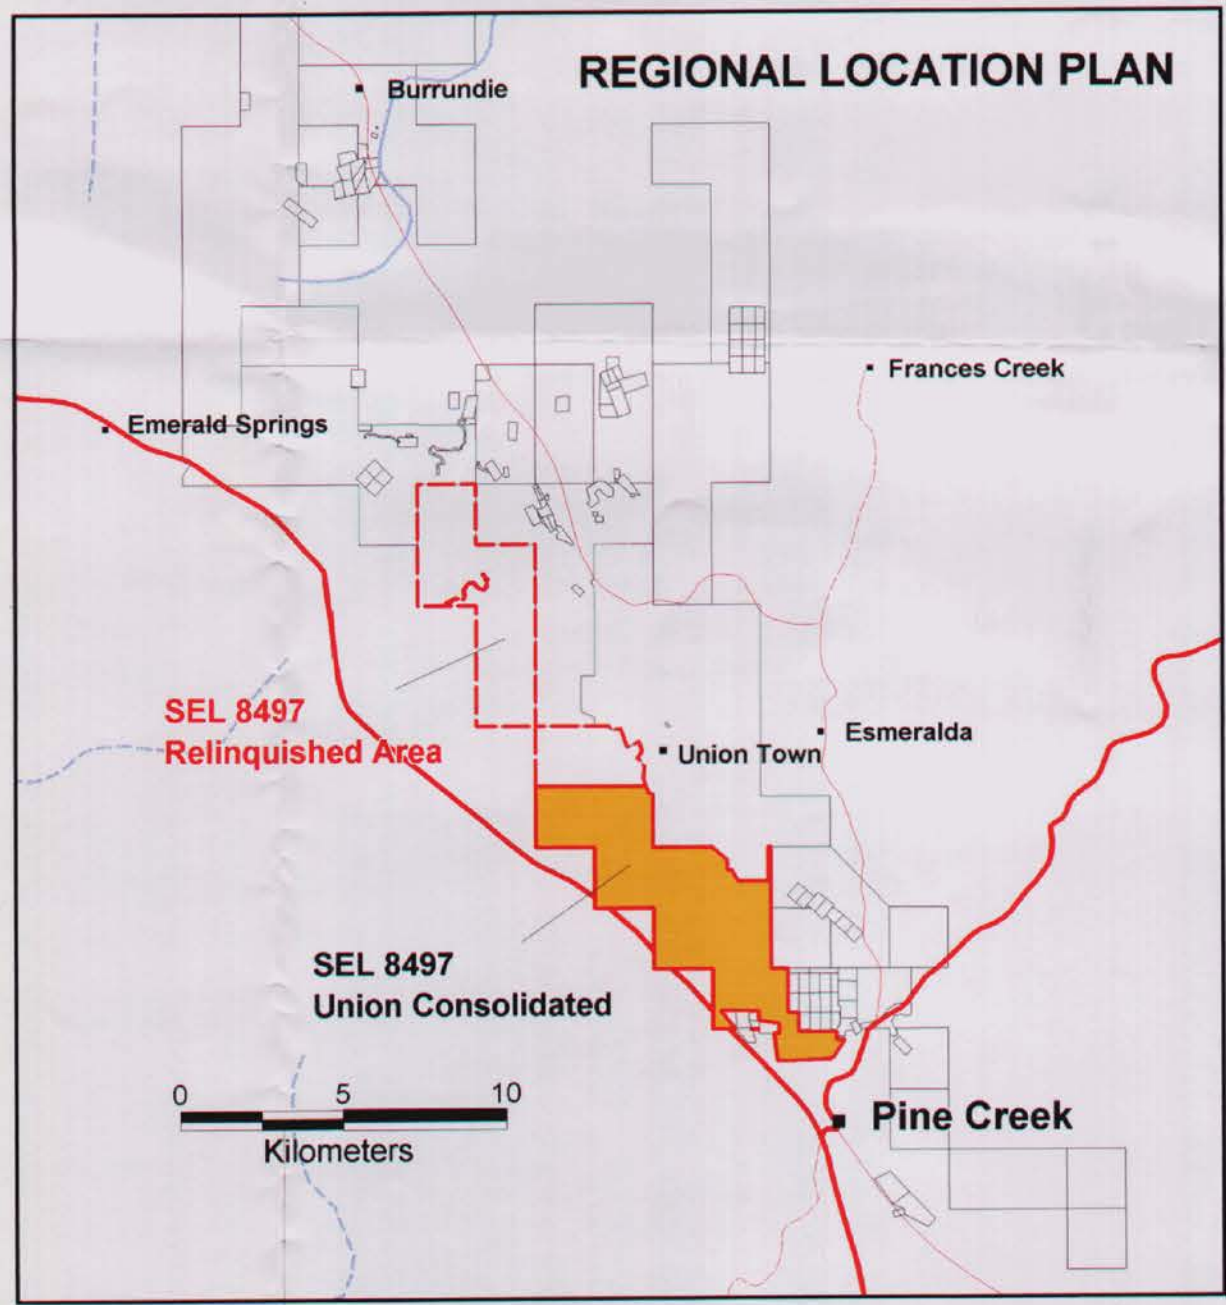 REGIONAL LOCATION PLAN
Burrundie
Frances Creek
Emerald Springs
SEL 8497
Relinquished Area
Esmeralda
Union Town
SEL 8497
Union Consolidated
0 5 10
Kilometers
Pine Creek